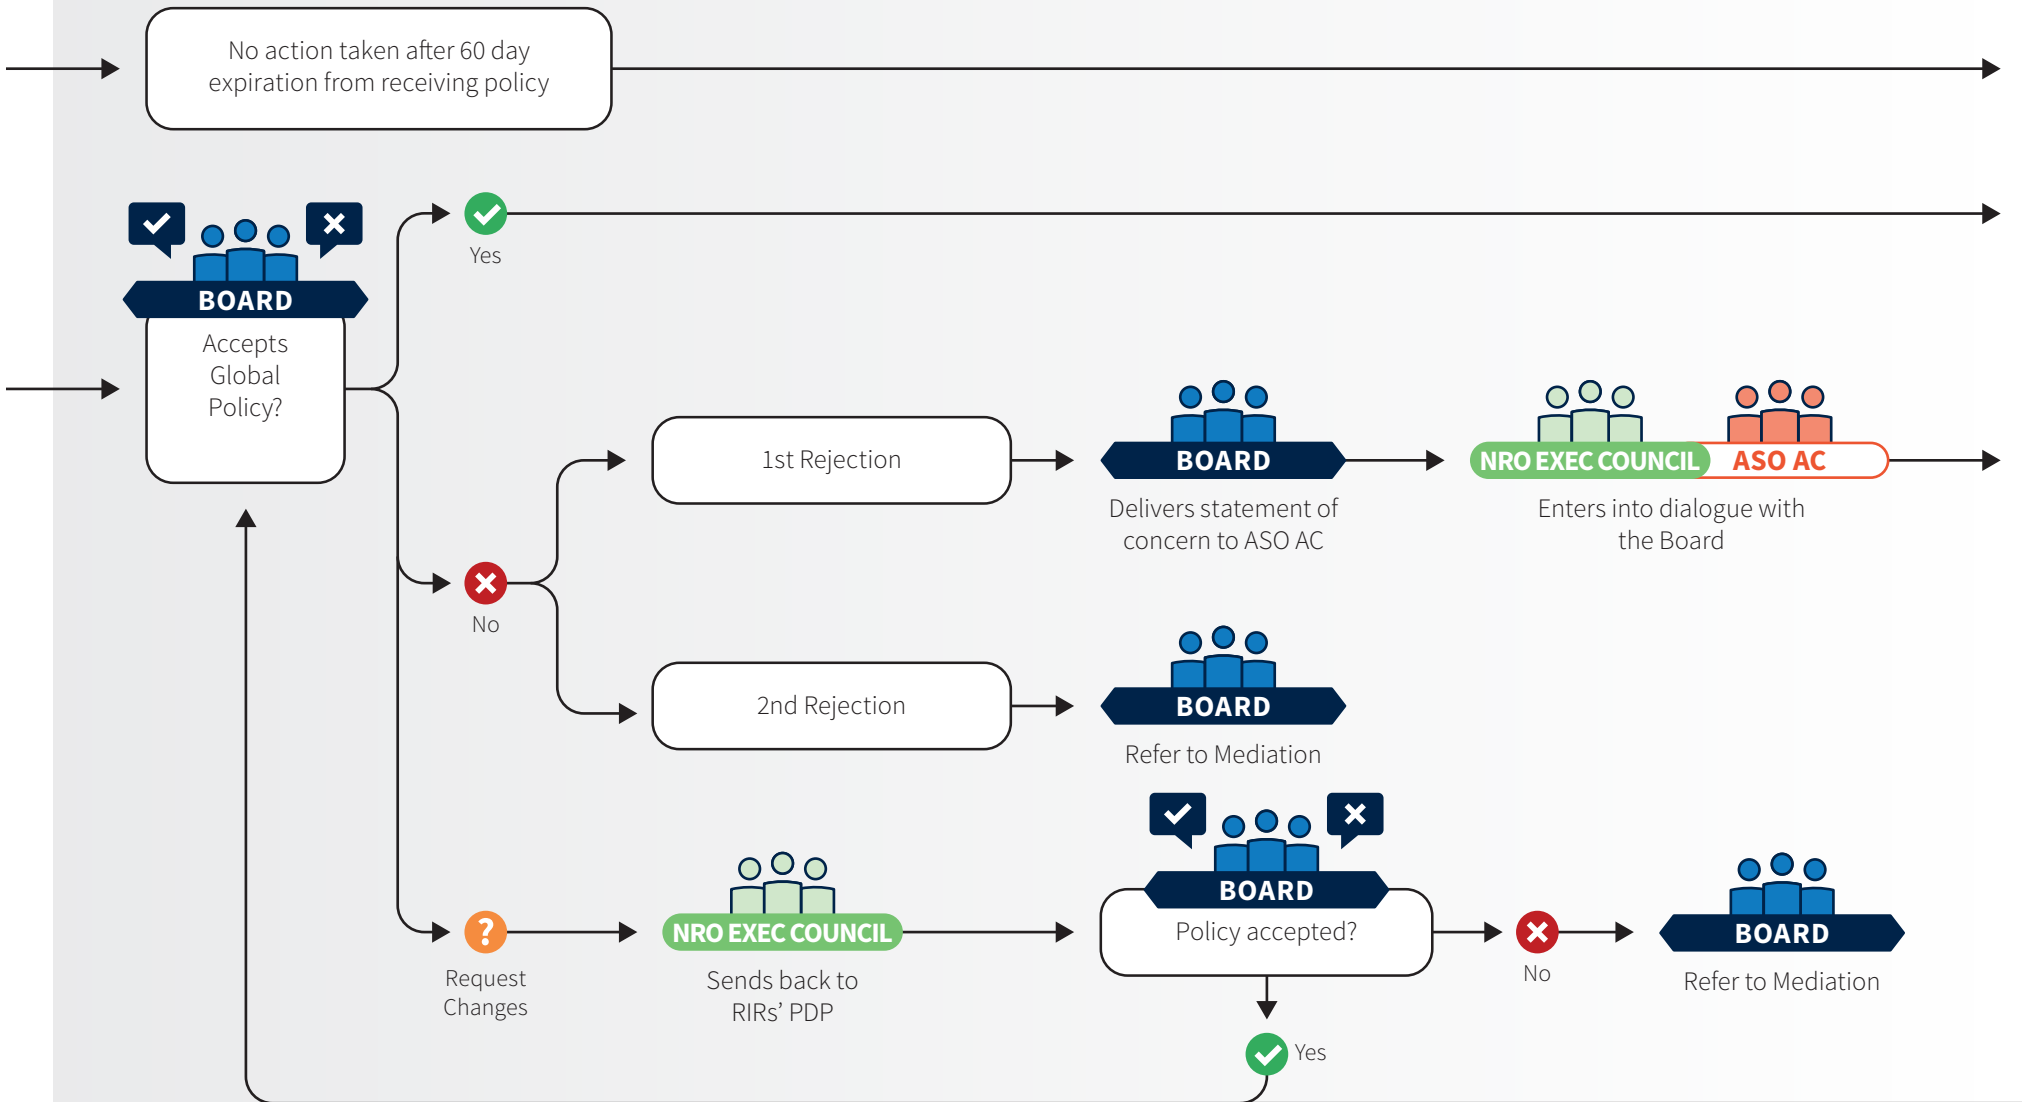 No action taken after 60 day
expiration from receiving policy
BOARD
Accepts
Global
Policy?
Yes
1st Rejection
BOARD
Delivers statement of
concern to ASO AC
NRO EXEC COUNCIL
ASO AC
Enters into dialogue with
the Board
No
2nd Rejection
BOARD
Refer to Mediation
?
Request
Changes
NRO EXEC COUNCIL
Sends back to
RIRs’ PDP
BOARD
Policy accepted?
No
BOARD
Refer to Mediation
Yes